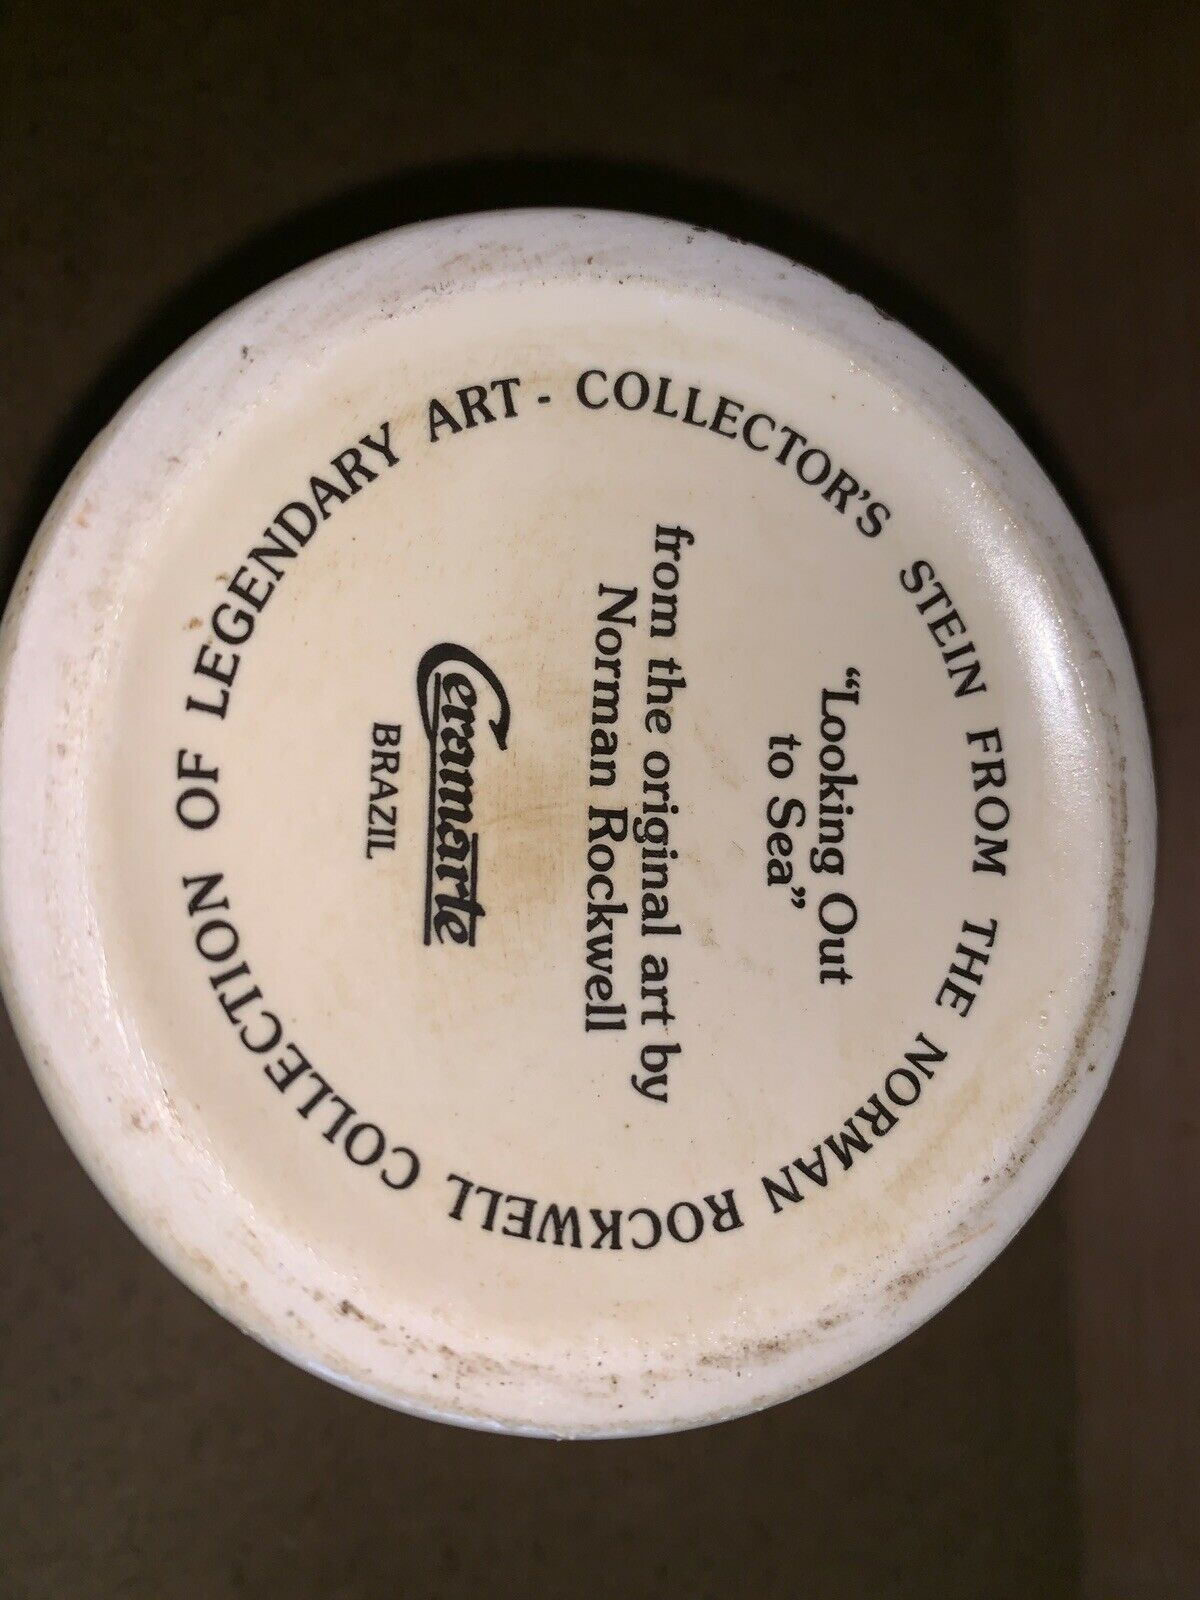 COLLECTOR'S STEIN FROM THE NORMAN ROCKWELL COLLECTION OF LEGENDARY ART -
“Looking Out
to Sea”
from the original art by
Norman Rockwell
Ceramarte
BRAZIL